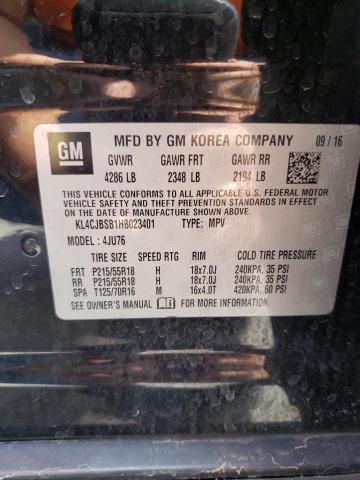 GM
MFD BY GM KOREA COMPANY 09/16
GVWR GAWR FRT GAWR RR
4286 LB 2348 LB 2194 LB
THIS VEHICLE CONFORMS TO ALL APPLICABLE U.S. FEDERAL MOTOR
VEHICLE SAFETY, BUMPER, AND THEFT PREVENTION STANDARDS IN EFFECT
ON THE DATE OF MANUFACTURE SHOWN ABOVE.
KL4CJBSB1HB023401 TYPE: MPV
MODEL: 4JU76
TIRE SIZE SPEED RTG RIM COLD TIRE PRESSURE
FRT P215/55R18 H 18x7.0J 240KPA, 35 PSI
RR P215/55R18 H 18x7.0J 240KPA, 35 PSI
SPA T125/70R16 M 16x4.0T 420KPA, 60 PSI
SEE OWNER'S MANUAL FOR MORE INFORMATION.